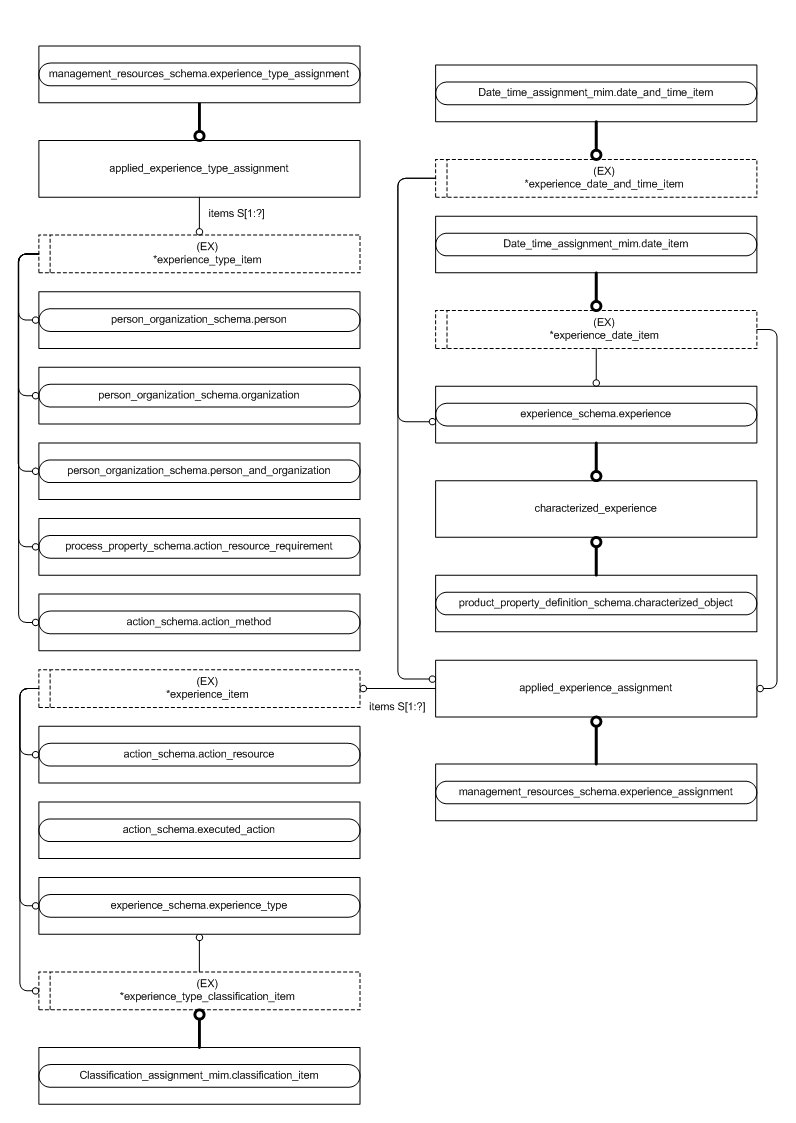 management_resources_schema.experience_type_assignment
applied_experience_type_assignment
items S[1:?]
(EX)
*experience_type_item
person_organization_schema.person
person_organization_schema.organization
person_organization_schema.person_and_organization
process_property_schema.action_resource_requirement
action_schema.action_method
(EX)
*experience_item
items S[1:?]
action_schema.action_resource
action_schema.executed_action
experience_schema.experience_type
(EX)
*experience_type_classification_item
Classification_assignment_mim.classification_item
Date_time_assignment_mim.date_and_time_item
(EX)
*experience_date_and_time_item
Date_time_assignment_mim.date_item
(EX)
*experience_date_item
experience_schema.experience
characterized_experience
product_property_definition_schema.characterized_object
applied_experience_assignment
management_resources_schema.experience_assignment